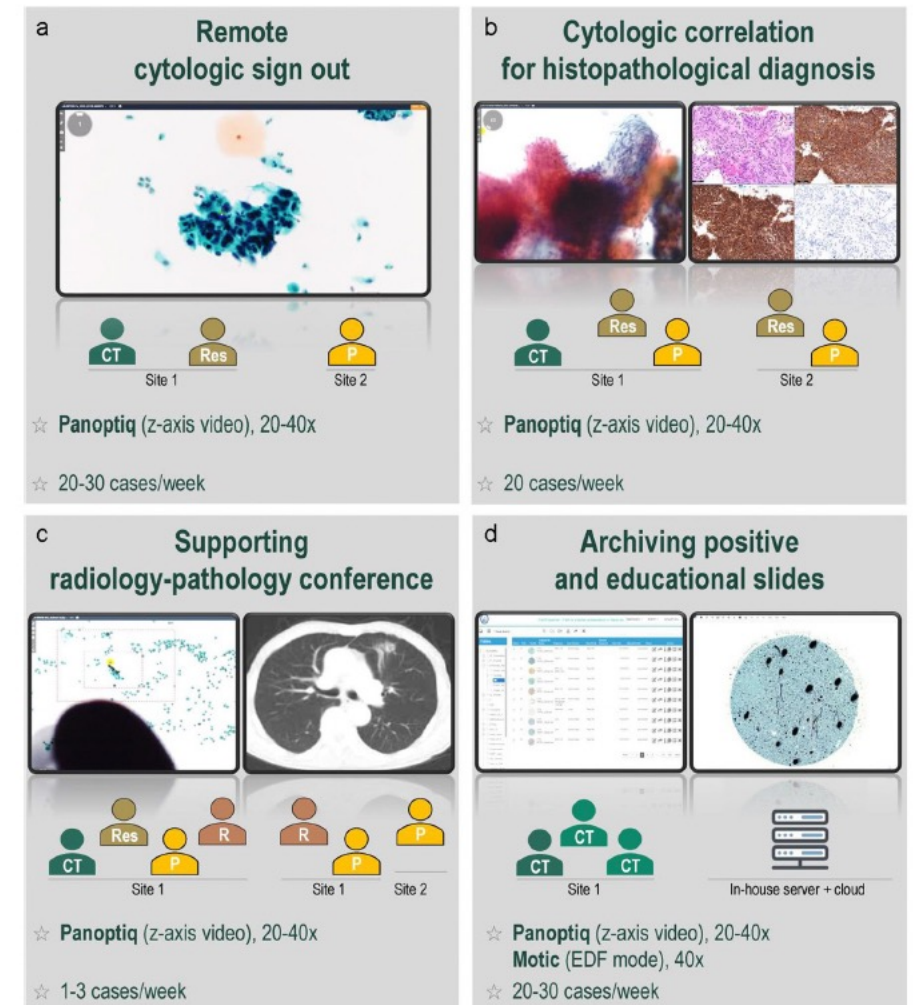 a
Remote
cytologic sign out
CT
Res
P
Site 1
Site 2
☆ Panoptiq (z-axis video), 20-40x
☆ 20-30 cases/week
b
Cytologic correlation
for histopathological diagnosis
CT
Res
P
Res
P
Site 1
Site 2
☆ Panoptiq (z-axis video), 20-40x
☆ 20 cases/week
c
Supporting
radiology-pathology conference
CT
Res
P
R
R
P
P
Site 1
Site 1
Site 2
☆ Panoptiq (z-axis video), 20-40x
☆ 1-3 cases/week
d
Archiving positive
and educational slides
CT
CT
CT
Site 1
In-house server + cloud
☆ Panoptiq (z-axis video), 20-40x
Motic (EDF mode), 40x
☆ 20-30 cases/week